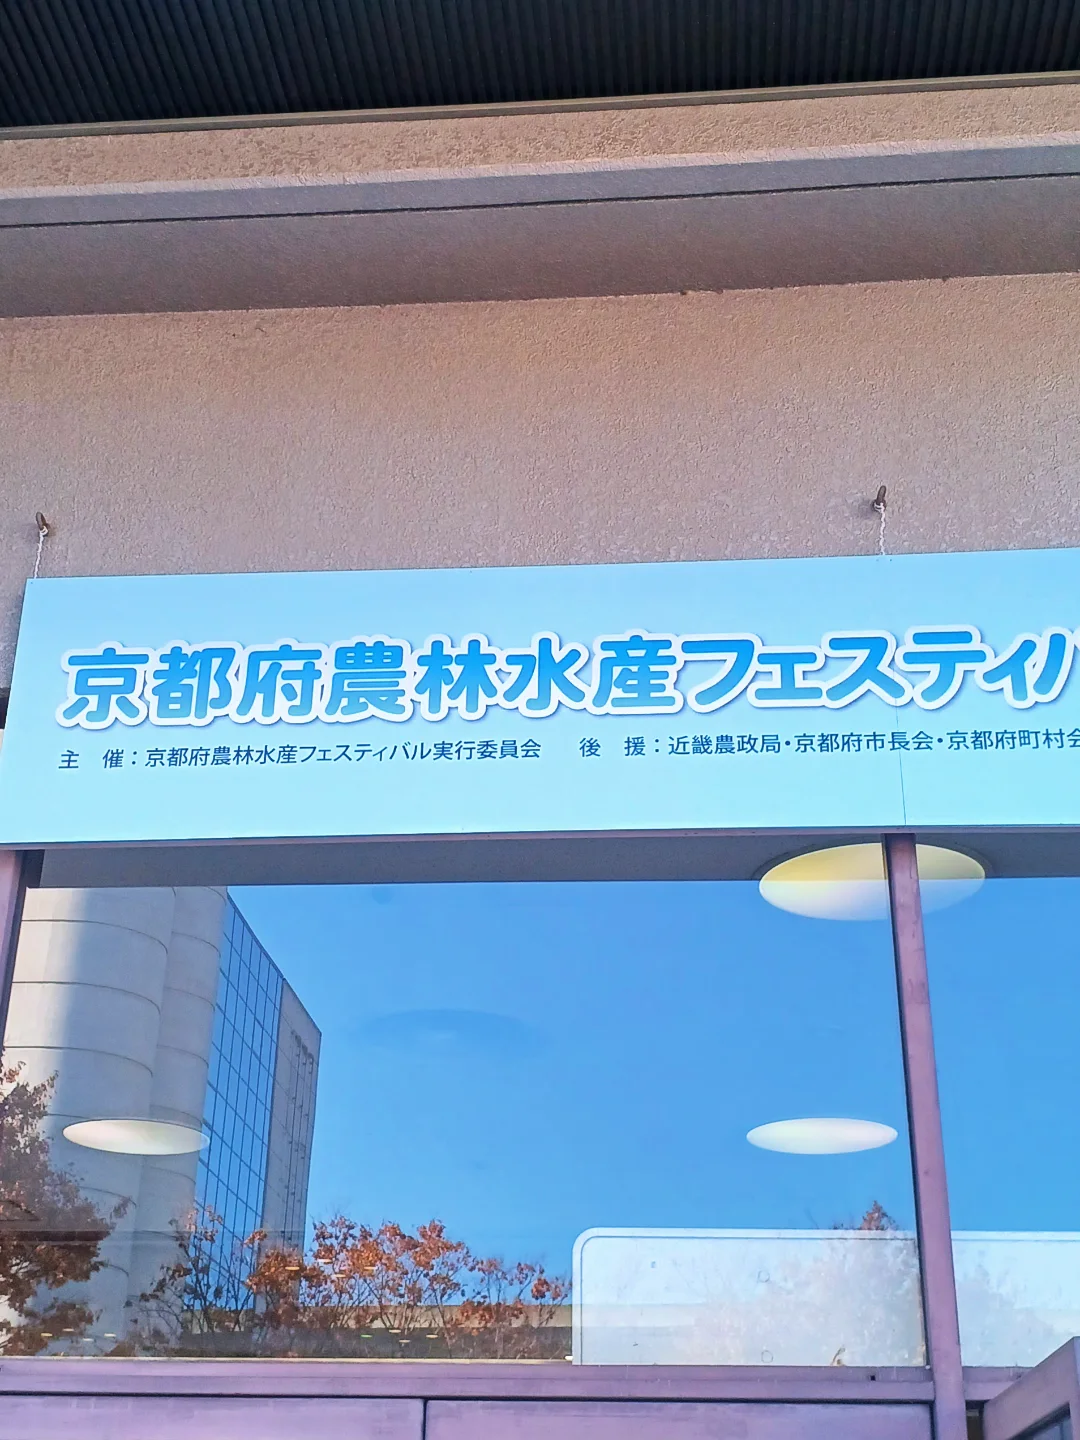 京都府農林水産フェスティバ
主　催：京都府農林水産フェスティバル実行委員会　後　援：近畿農政局・京都府市長会・京都府町村会